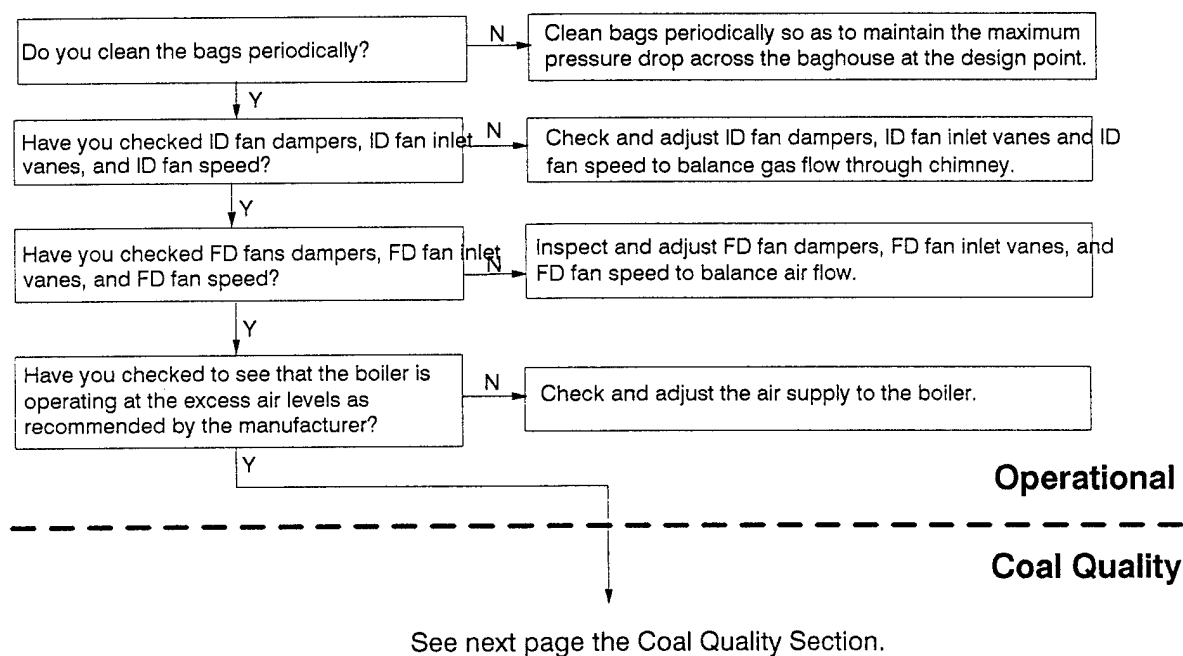 Do you clean the bags periodically?
N
Clean bags periodically so as to maintain the maximum
pressure drop across the baghouse at the design point.
Y
Have you checked ID fan dampers, ID fan inlet
vanes, and ID fan speed?
N
Check and adjust ID fan dampers, ID fan inlet vanes and ID
fan speed to balance gas flow through chimney.
Y
Have you checked FD fans dampers, FD fan inlet
vanes, and FD fan speed?
N
Inspect and adjust FD fan dampers, FD fan inlet vanes, and
FD fan speed to balance air flow.
Y
Have you checked to see that the boiler is
operating at the excess air levels as
recommended by the manufacturer?
N
Check and adjust the air supply to the boiler.
Y
Operational
Coal Quality
See next page the Coal Quality Section.